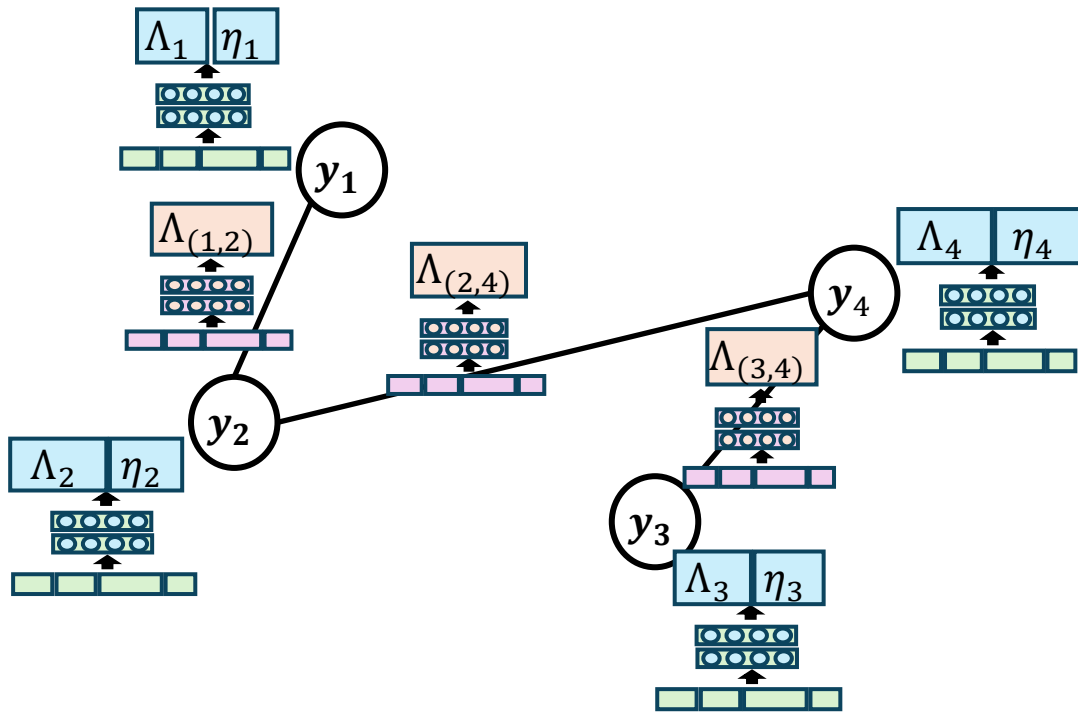 Λ₁ η₁
y₁
Λ₍₁,₂₎
Λ₍₂,₄₎
Λ₄ η₄
y₄
Λ₍₃,₄₎
y₂
Λ₂ η₂
y₃
Λ₃ η₃